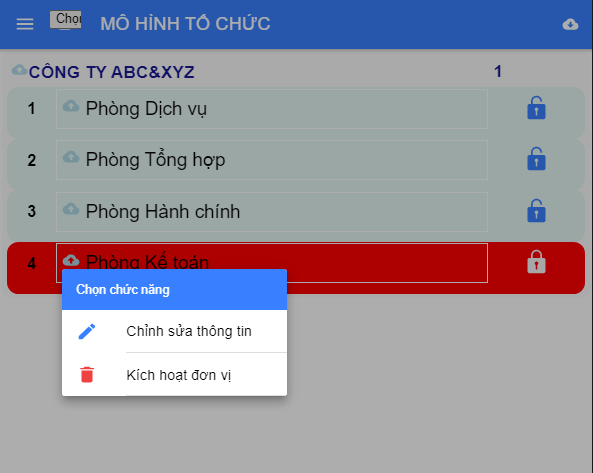 Chọn
MÔ HÌNH TỔ CHỨC
CÔNG TY ABC&XYZ 1
1 Phòng Dịch vụ
2 Phòng Tổng hợp
3 Phòng Hành chính
4 Phòng Kế toán
Chọn chức năng
Chỉnh sửa thông tin
Kích hoạt đơn vị